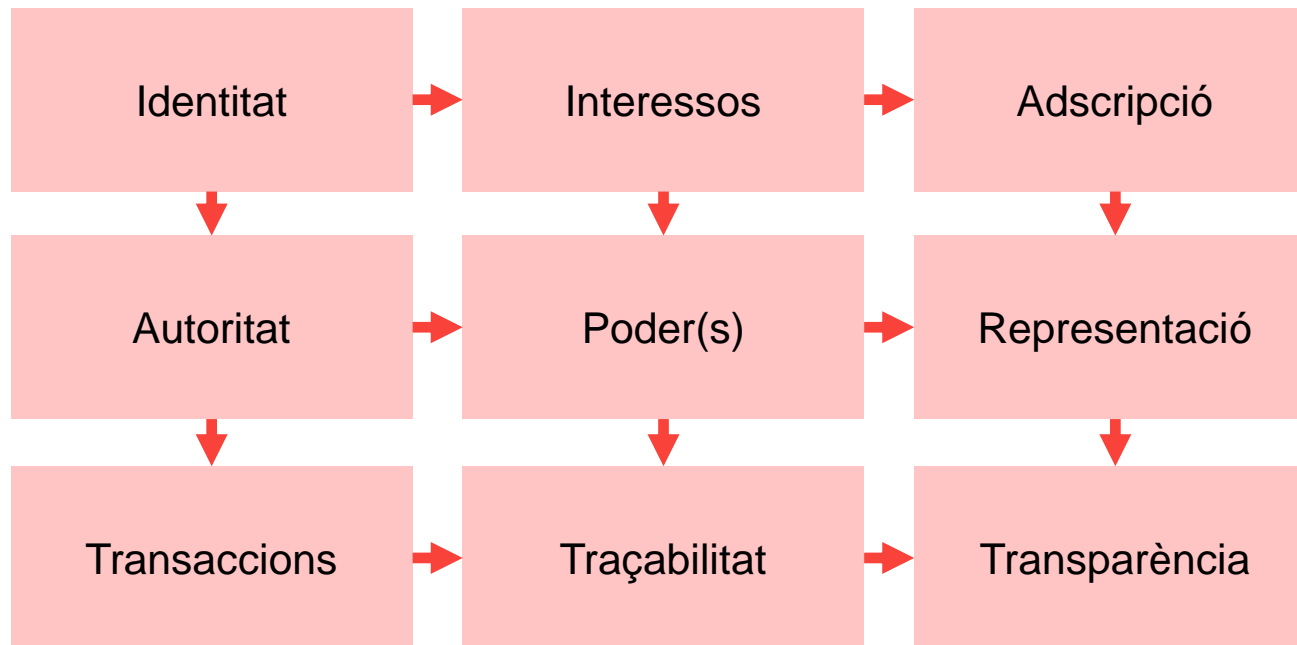 Identitat
Interessos
Adscripció
Autoritat
Poder(s)
Representació
Transaccions
Traçabilitat
Transparència